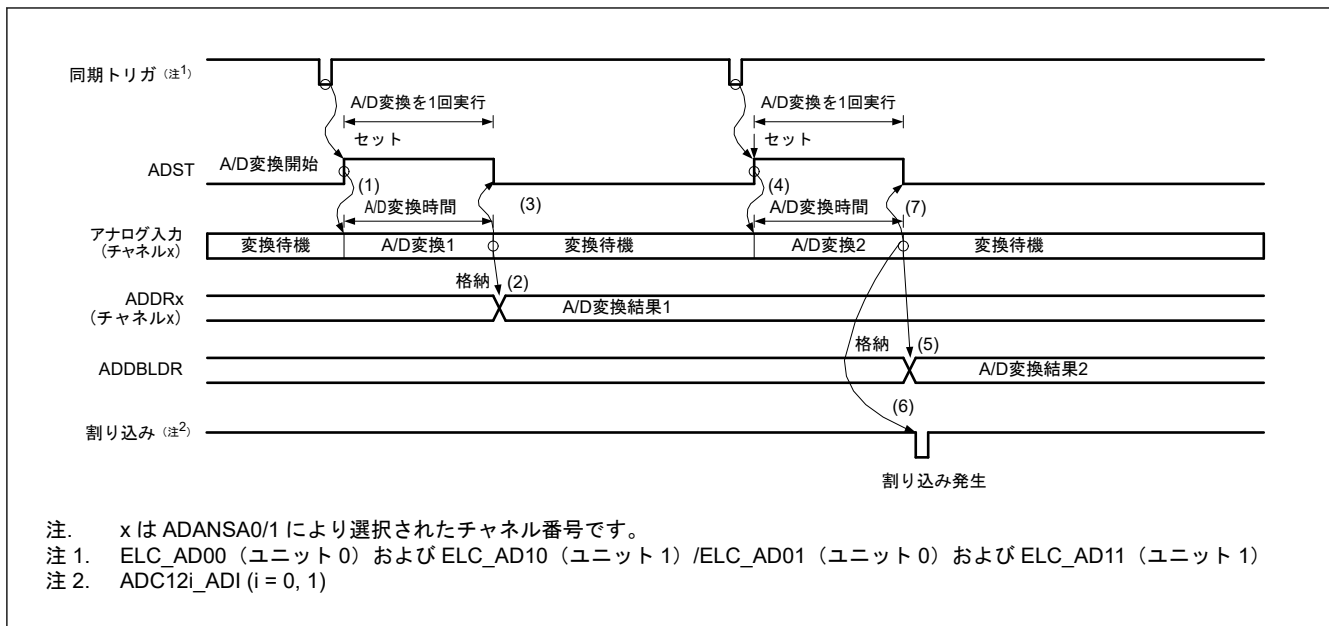 同期トリガ（注1）
A/D変換を1回実行 A/D変換を1回実行
セット セット
ADST A/D変換開始
(1) (3) (4) (7)
A/D変換時間 A/D変換時間
アナログ入力
（チャネルx）
変換待機 A/D変換1 変換待機 A/D変換2 変換待機
格納 (2)
ADDRx
（チャネルx）
A/D変換結果1
格納 (5)
ADDBLDR A/D変換結果2
(6)
割り込み（注2）
割り込み発生
注. x は ADANSA0/1 により選択されたチャネル番号です。
注 1. ELC_AD00（ユニット 0）および ELC_AD10（ユニット 1）/ELC_AD01（ユニット 0）および ELC_AD11（ユニット 1）
注 2. ADC12i_ADI (i = 0, 1)